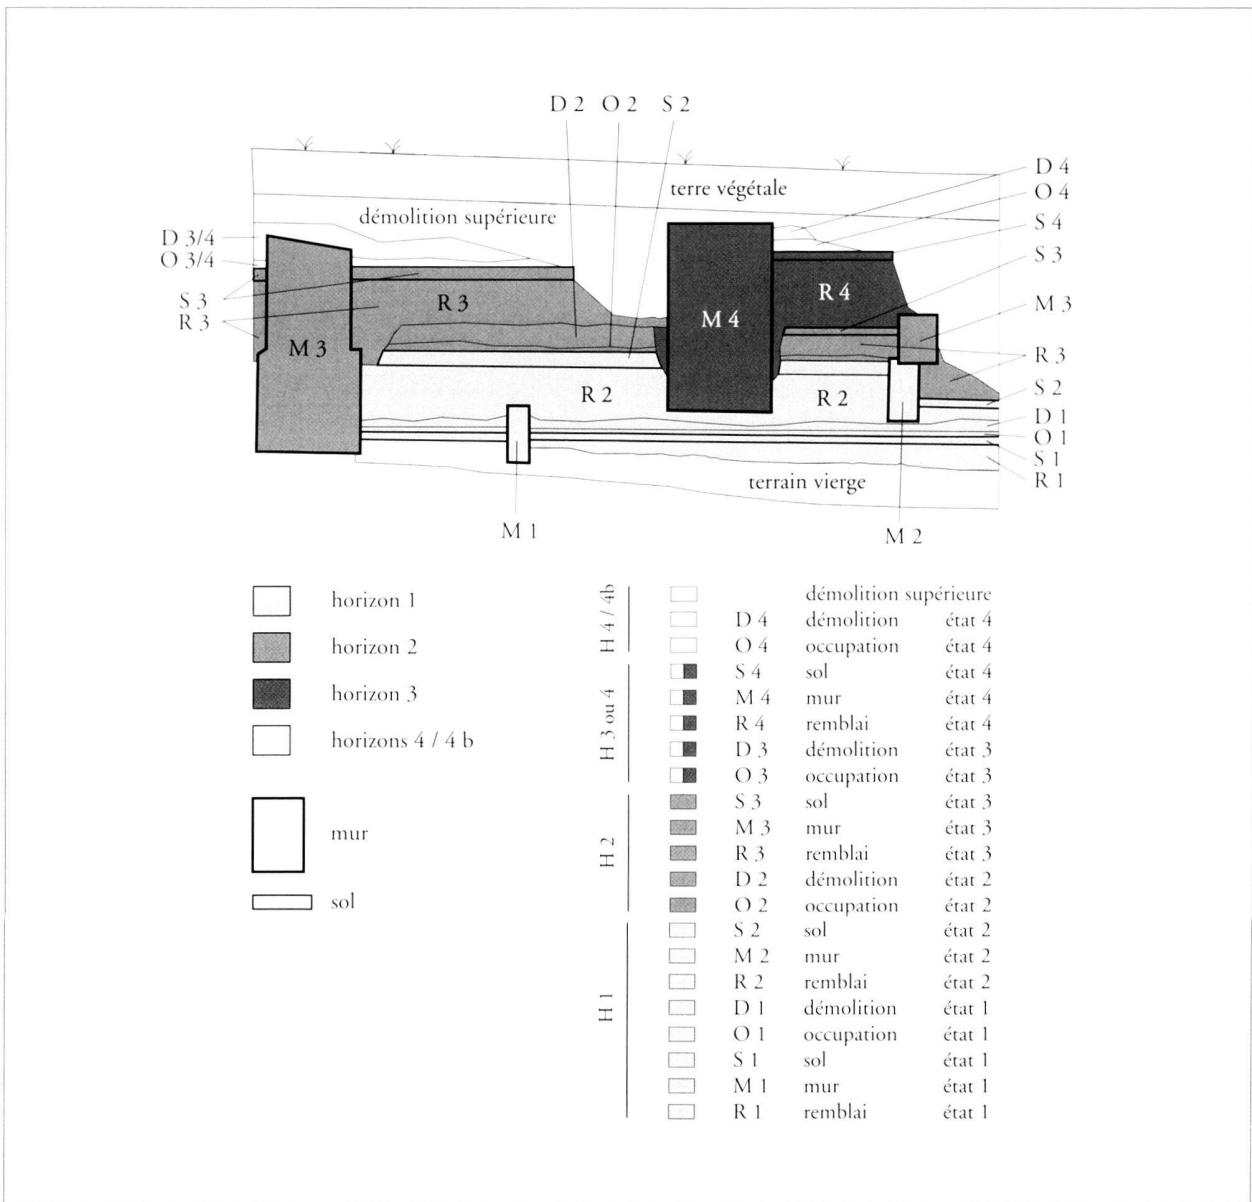 D 2 O 2 S 2
terre végétale
démolition supérieure
D 4
O 4
S 4
S 3
M 3
R 3
S 2
D 1
O 1
S 1
R 1
D 3/4
O 3/4
S 3
R 3
M 3
R 3
M 4
R 4
R 2
R 2
terrain vierge
M 1
M 2
horizon 1
horizon 2
horizon 3
horizons 4 / 4 b
mur
sol
H 4 / 4b
démolition supérieure
D 4 démolition état 4
O 4 occupation état 4
H 3 ou 4
S 4 sol état 4
M 4 mur état 4
R 4 remblai état 4
D 3 démolition état 3
O 3 occupation état 3
H 2
S 3 sol état 3
M 3 mur état 3
R 3 remblai état 3
D 2 démolition état 2
O 2 occupation état 2
H 1
S 2 sol état 2
M 2 mur état 2
R 2 remblai état 2
D 1 démolition état 1
O 1 occupation état 1
S 1 sol état 1
M 1 mur état 1
R 1 remblai état 1